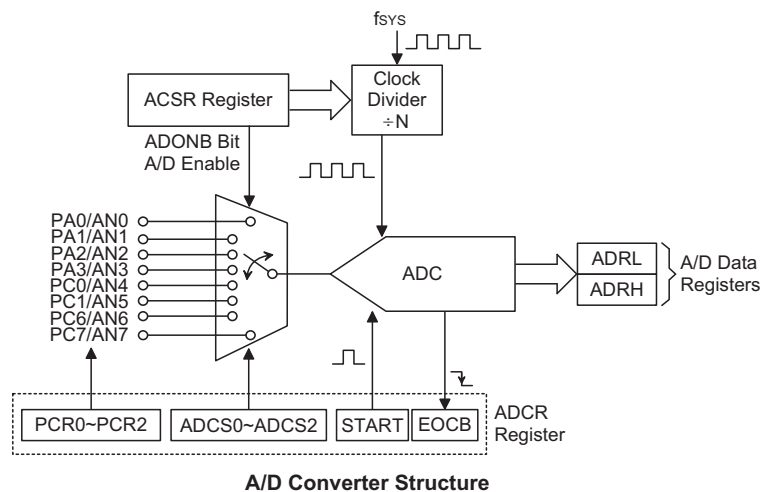 fSYS
ACSR Register
Clock
Divider
÷N
ADONB Bit
A/D Enable
PA0/AN0
PA1/AN1
PA2/AN2
PA3/AN3
PC0/AN4
PC1/AN5
PC6/AN6
PC7/AN7
ADC
ADRL
ADRH
A/D Data
Registers
PCR0~PCR2
ADCS0~ADCS2
START
EOCB
ADCR
Register
A/D Converter Structure